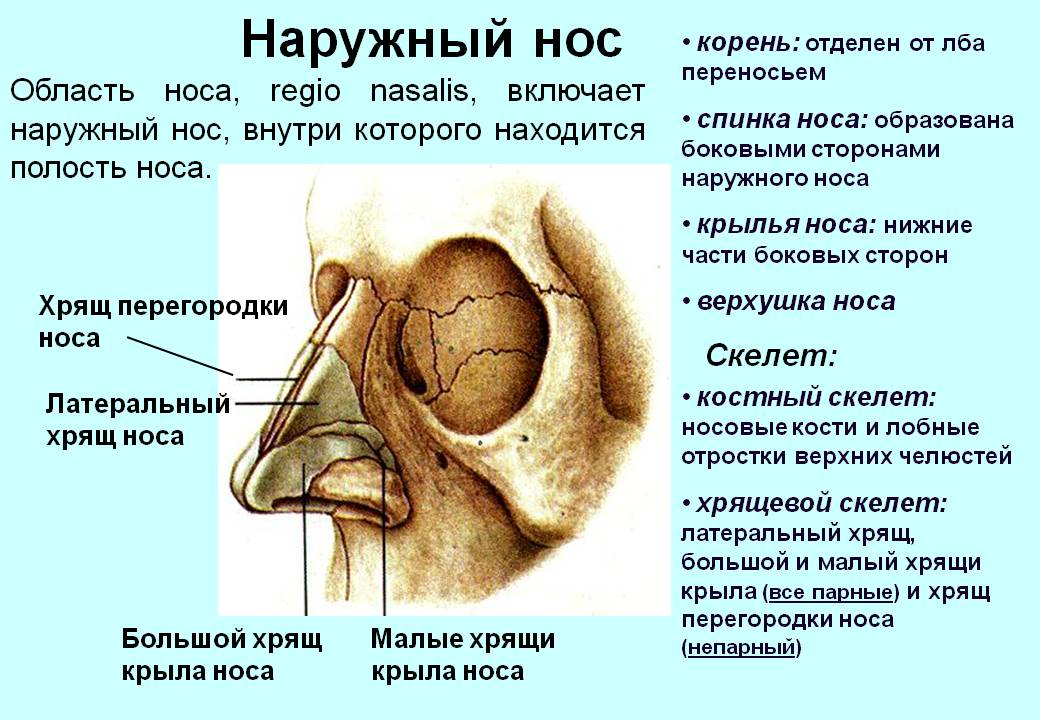 Наружный нос
Область носа, regio nasalis, включает
наружный нос, внутри которого находится
полость носа.
Хрящ перегородки
носа
Латеральный
хрящ носа
Большой хрящ
крыла носа
Малые хрящи
крыла носа
• корень: отделен от лба
переносьем
• спинка носа: образована
боковыми сторонами
наружного носа
• крылья носа: нижние
части боковых сторон
• верхушка носа
Скелет:
• костный скелет:
носовые кости и лобные
отростки верхних челюстей
• хрящевой скелет:
латеральный хрящ,
большой и малый хрящи
крыла (все парные) и хрящ
перегородки носа
(непарный)